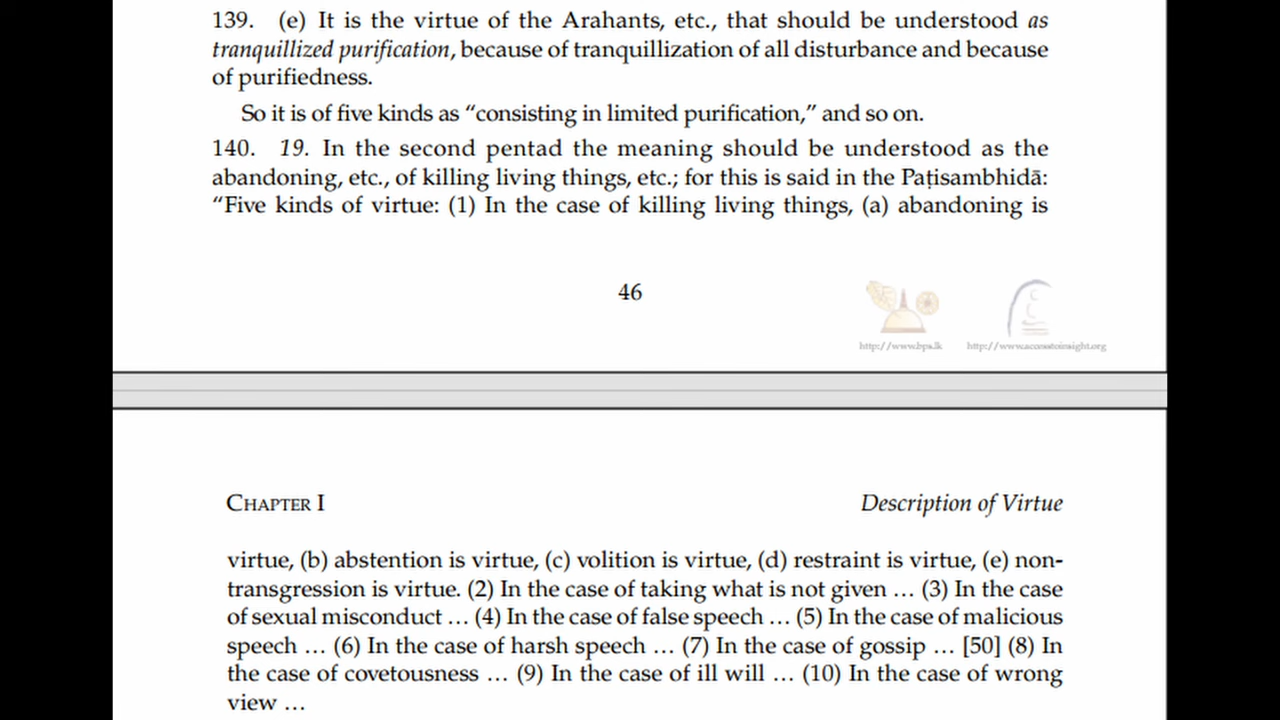 139. (e) It is the virtue of the Arahants, etc., that should be understood as
tranquillized purification, because of tranquillization of all disturbance and because
of purifiedness.
So it is of five kinds as “consisting in limited purification,” and so on.
140. 19. In the second pentad the meaning should be understood as the
abandoning, etc., of killing living things, etc.; for this is said in the Paṭisambhidā:
“Five kinds of virtue: (1) In the case of killing living things, (a) abandoning is
46
http://www.bps.lk http://www.accesstoinsight.org
CHAPTER I Description of Virtue
virtue, (b) abstention is virtue, (c) volition is virtue, (d) restraint is virtue, (e) non-
transgression is virtue. (2) In the case of taking what is not given … (3) In the case
of sexual misconduct … (4) In the case of false speech … (5) In the case of malicious
speech … (6) In the case of harsh speech … (7) In the case of gossip … [50] (8) In
the case of covetousness … (9) In the case of ill will … (10) In the case of wrong
view …